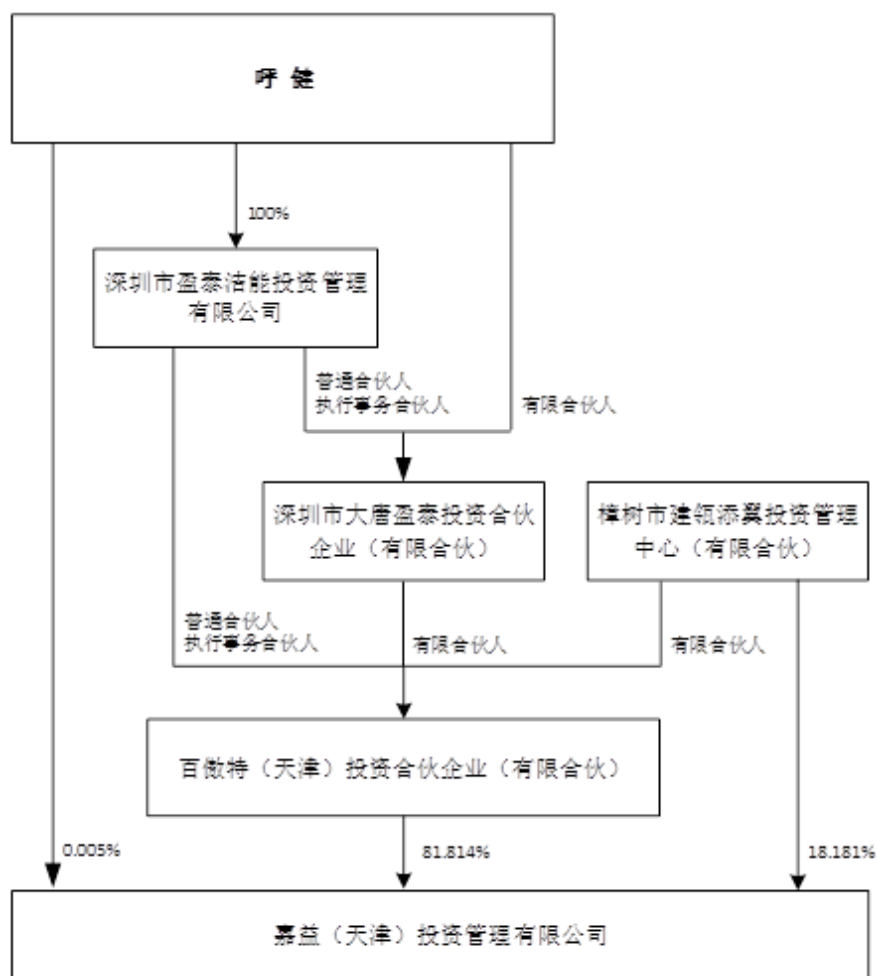 呼 健
100%
深圳市盈泰洁能投资管理
有限公司
普通合伙人
执行事务合伙人
有限合伙人
深圳市大唐盈泰投资合伙
企业（有限合伙）
樟树市建瓴添翼投资管理
中心（有限合伙）
普通合伙人
执行事务合伙人
有限合伙人
有限合伙人
百傲特（天津）投资合伙企业（有限合伙）
0.005%
81.814%
18.181%
嘉益（天津）投资管理有限公司